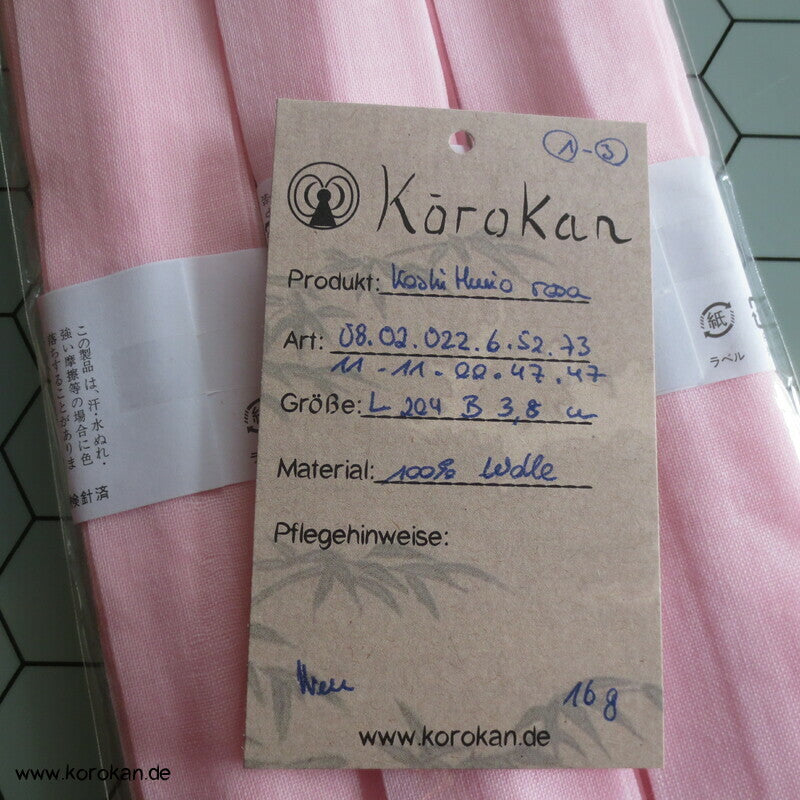 1 - 3
KōroKan
Produkt: Koshi Himo rosa
Art: 08.02.022.6.52.73
11-11-22.47.47
Größe: L 204 B 3,8 cm
Material: 100% Wolle
Pflegehinweise:
Neu
16 g
www.korokan.de
この製品は、汗・水ぬれ・
強い摩擦等の場合に色
落ちすることがありま
検針済
紙
ラベル
www.korokan.de